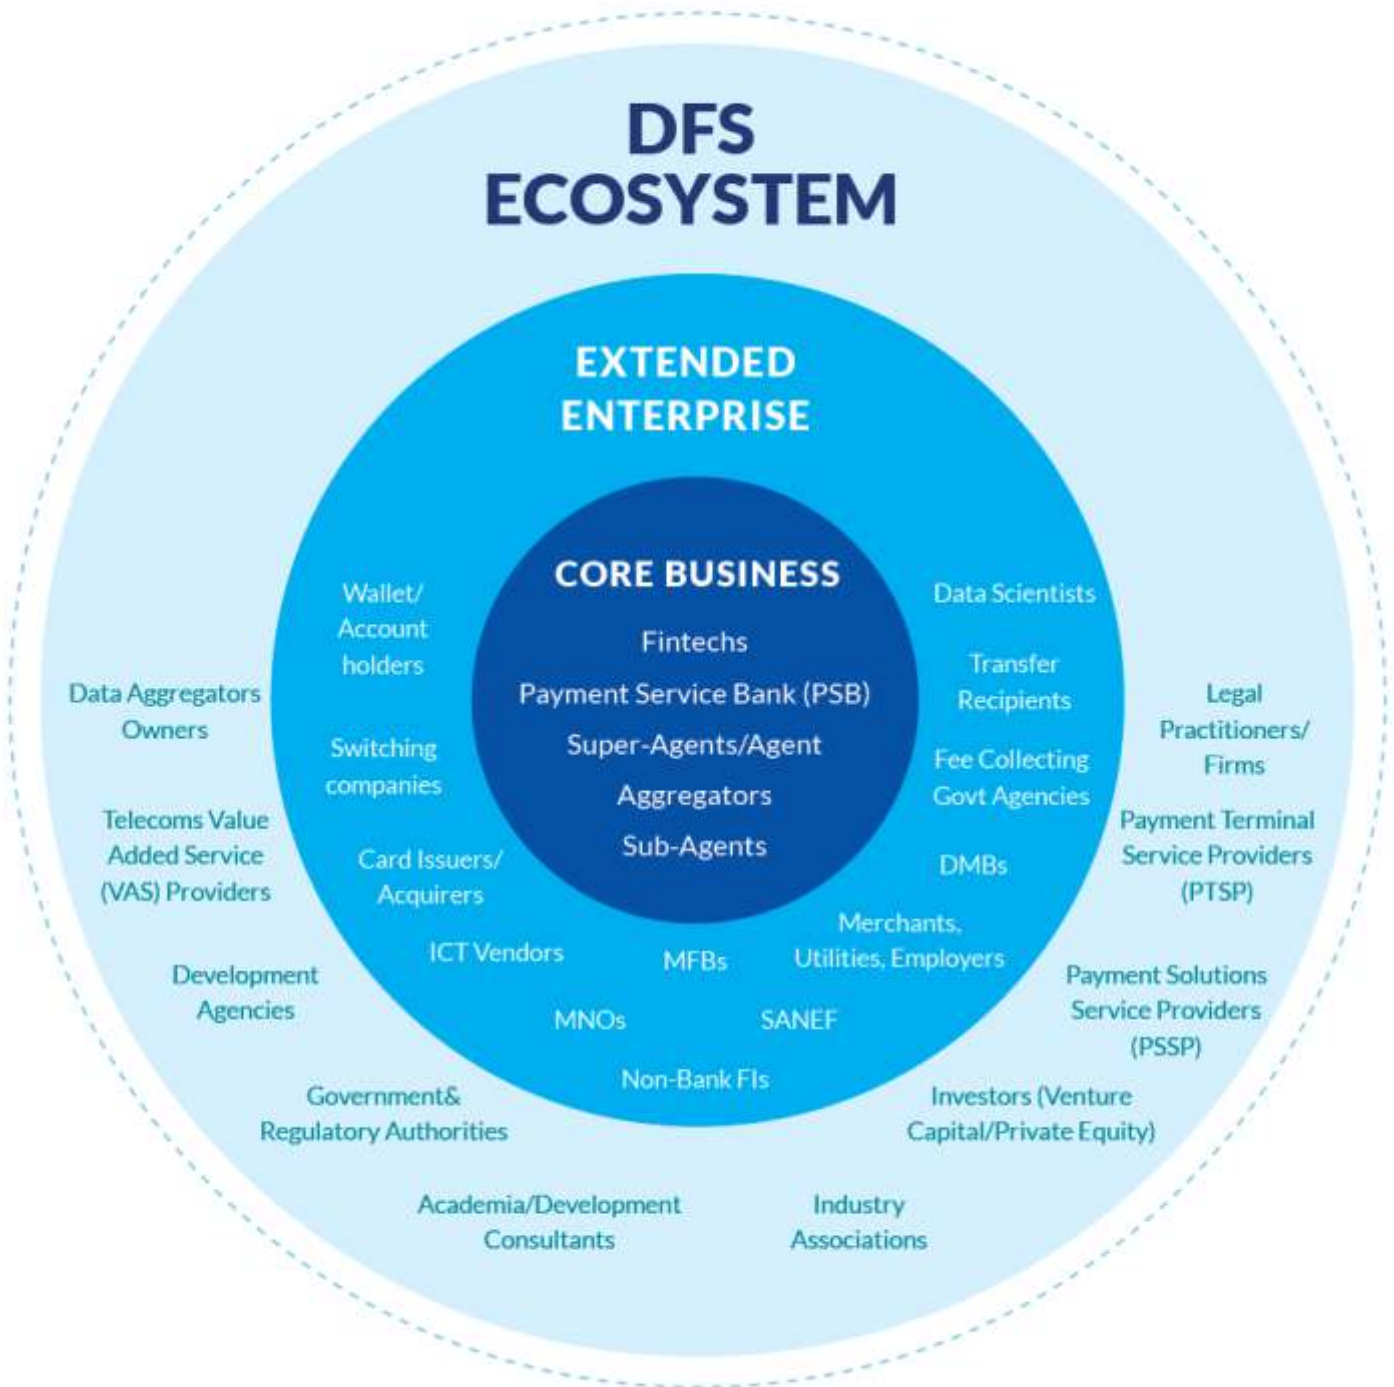 DFS
ECOSYSTEM
EXTENDED
ENTERPRISE
CORE BUSINESS
Fintechs
Payment Service Bank (PSB)
Super-Agents/Agent
Aggregators
Sub-Agents
Wallet/
Account
holders
Switching
companies
Card Issuers/
Acquirers
ICT Vendors
MNOs
MFBs
Non-Bank FIs
SANEF
Merchants,
Utilities, Employers
DMBs
Fee Collecting
Govt Agencies
Transfer
Recipients
Data Scientists
Data Aggregators
Owners
Telecoms Value
Added Service
(VAS) Providers
Development
Agencies
Government&
Regulatory Authorities
Academia/Development
Consultants
Industry
Associations
Investors (Venture
Capital/Private Equity)
Payment Solutions
Service Providers
(PSSP)
Payment Terminal
Service Providers
(PTSP)
Legal
Practitioners/
Firms